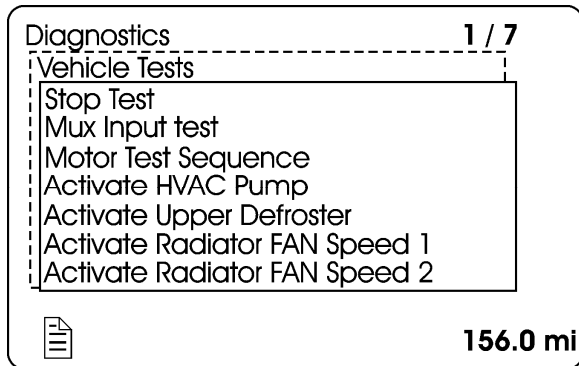 Diagnostics 1 / 7
Vehicle Tests
Stop Test
Mux Input test
Motor Test Sequence
Activate HVAC Pump
Activate Upper Defroster
Activate Radiator FAN Speed 1
Activate Radiator FAN Speed 2
156.0 mi